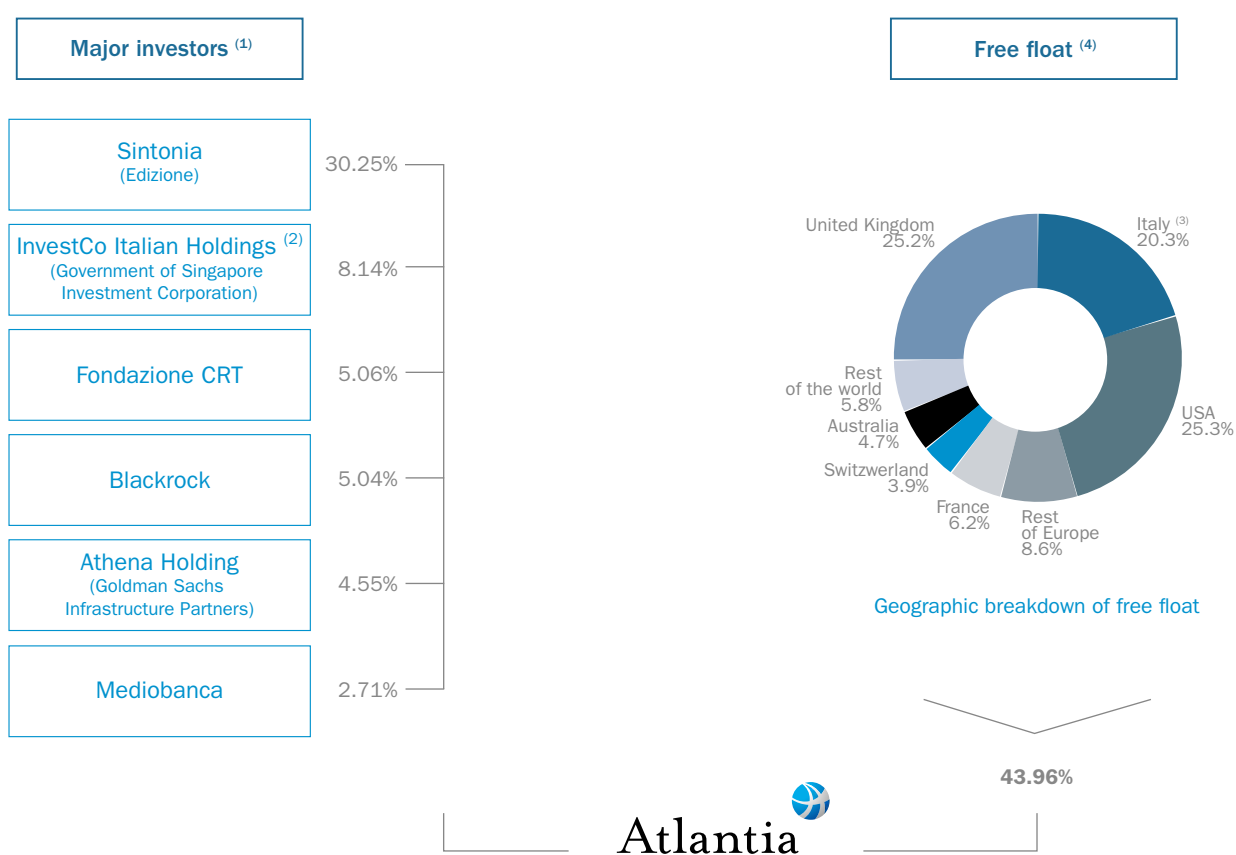 Major investors (1)
Sintonia
(Edizione)
30.25%
InvestCo Italian Holdings (2)
(Government of Singapore
Investment Corporation)
8.14%
Fondazione CRT
5.06%
Blackrock
5.04%
Athena Holding
(Goldman Sachs
Infrastructure Partners)
4.55%
Mediobanca
2.71%
Free float (4)
United Kingdom
25.2%
Italy (3)
20.3%
Rest
of the world
5.8%
Australia
4.7%
USA
25.3%
Switzwerland
3.9%
France
6.2%
Rest
of Europe
8.6%
Geographic breakdown of free float
43.96%
Atlantia